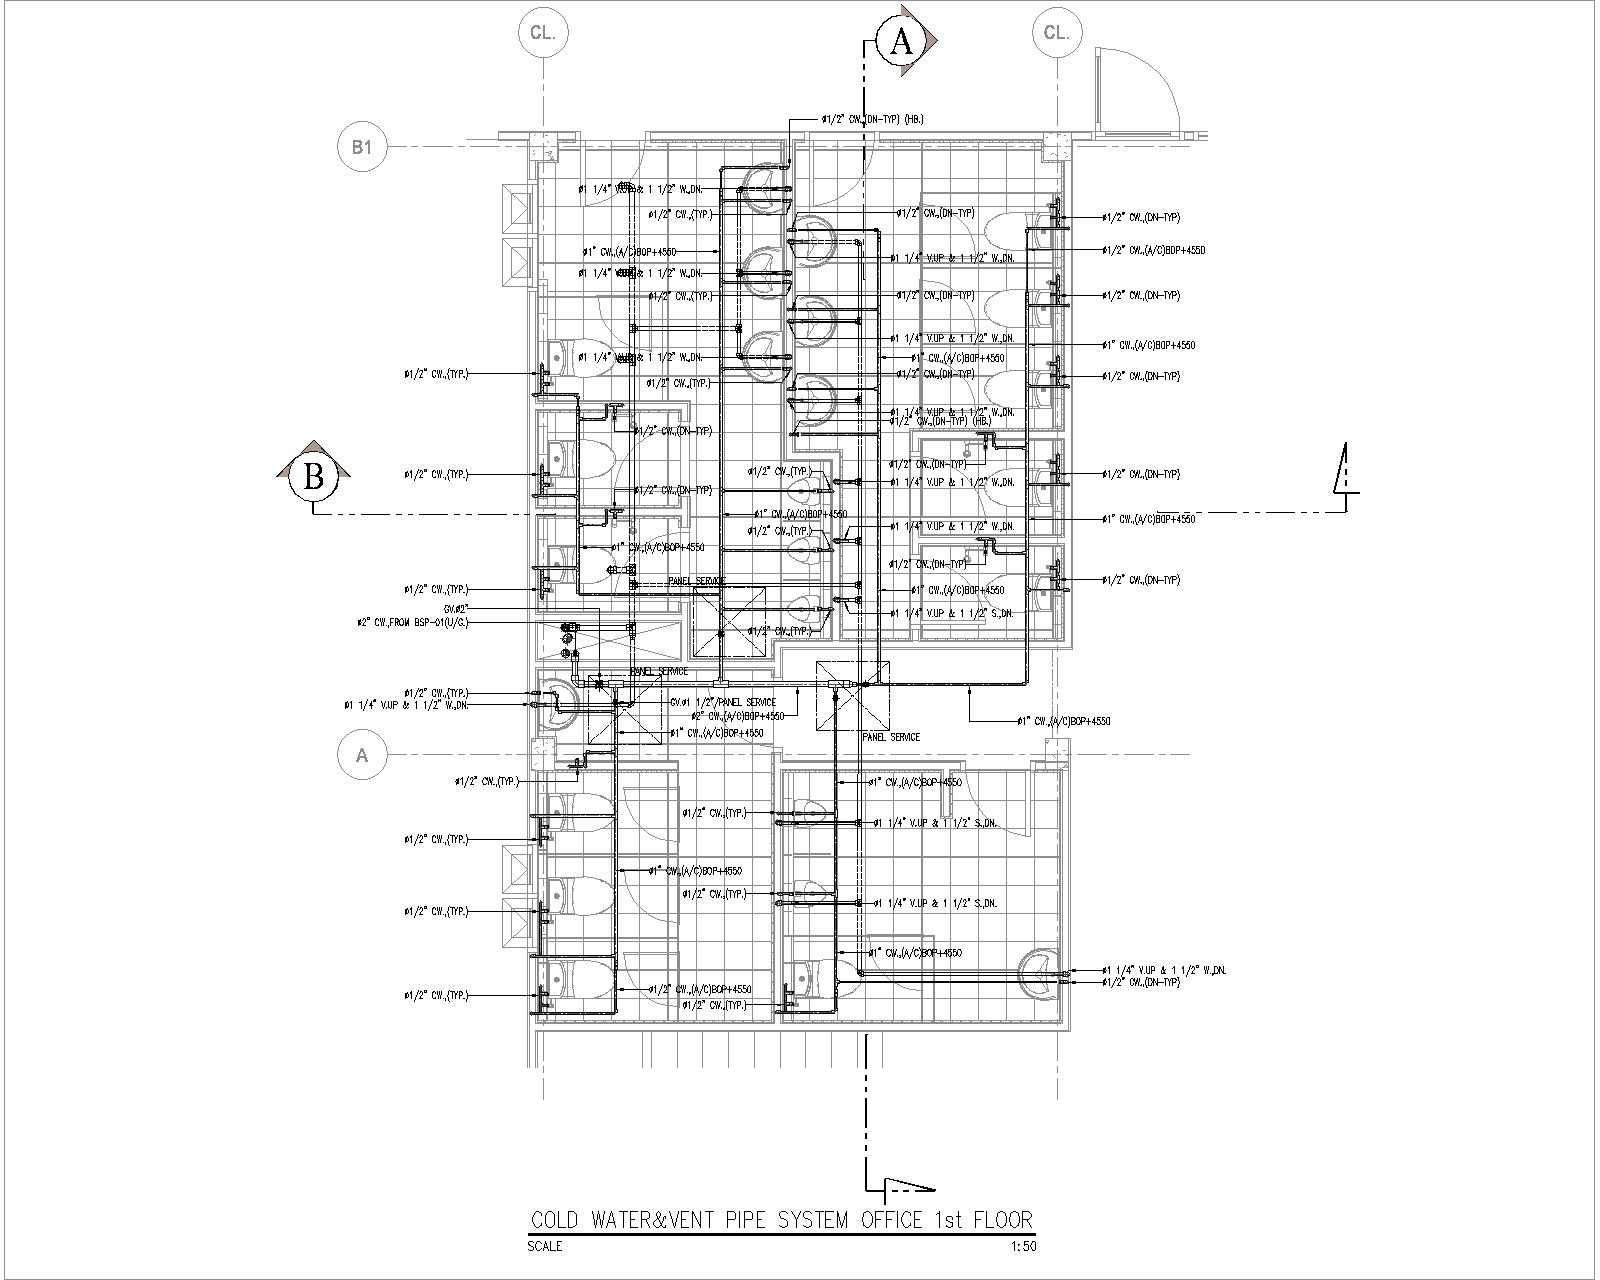 CL.
CL.
A
B1
ø1/2" CW.,(DN-TYP) (HB.)
ø1 1/4" V.UP & 1 1/2" W.,DN.
ø1/2" CW.,(TYP.)
ø1/2" CW.,(DN-TYP)
ø1/2" CW.,(DN-TYP)
ø1" CW.,(A/C)BOP+4550
ø1 1/4" V.UP & 1 1/2" W.,DN.
ø1/2" CW.,(A/C)BOP+4550
ø1 1/4" V.UP & 1 1/2" W.,DN.
ø1/2" CW.,(TYP.)
ø1/2" CW.,(DN-TYP)
ø1/2" CW.,(DN-TYP)
ø1 1/4" V.UP & 1 1/2" W.,DN.
ø1" CW.,(A/C)BOP+4550
ø1 1/4" V.UP & 1 1/2" W.,DN.
ø1" CW.,(A/C)BOP+4550
ø1/2" CW.,(TYP.)
ø1/2" CW.,(TYP.)
ø1/2" CW.,(DN-TYP)
ø1/2" CW.,(DN-TYP)
ø1 1/4" V.UP & 1 1/2" W.,DN.
ø1/2" CW.,(DN-TYP) (HB.)
ø1/2" CW.,(DN-TYP)
B
ø1/2" CW.,(TYP.)
ø1/2" CW.,(TYP.)
ø1/2" CW.,(DN-TYP)
ø1/2" CW.,(DN-TYP)
ø1/2" CW.,(DN-TYP)
ø1 1/4" V.UP & 1 1/2" W.,DN.
ø1" CW.,(A/C)BOP+4550
ø1" CW.,(A/C)BOP+4550
ø1/2" CW.,(TYP.)
ø1 1/4" V.UP & 1 1/2" W.,DN.
ø1" CW.,(A/C)BOP+4550
ø1/2" CW.,(DN-TYP)
PANEL SERVICE
ø1/2" CW.,(DN-TYP)
ø1/2" CW.,(TYP.)
ø1" CW.,(A/C)BOP+4550
GV.ø2"
ø1 1/4" V.UP & 1 1/2" S.,DN.
ø2" CW.,FROM BSP-01(U/G.)
ø1/2" CW.,(TYP.)
PANEL SERVICE
ø1/2" CW.,(TYP.)
ø1 1/4" V.UP & 1 1/2" W.,DN.
GV.ø1 1/2"/PANEL SERVICE
ø2" CW.,(A/C)BOP+4550
ø1" CW.,(A/C)BOP+4550
ø1" CW.,(A/C)BOP+4550
PANEL SERVICE
A
ø1/2" CW.,(TYP.)
ø1" CW.,(A/C)BOP+4550
ø1/2" CW.,(TYP.)
ø1 1/4" V.UP & 1 1/2" S.,DN.
ø1/2" CW.,(TYP.)
ø1" CW.,(A/C)BOP+4550
ø1/2" CW.,(TYP.)
ø1 1/4" V.UP & 1 1/2" S.,DN.
ø1/2" CW.,(TYP.)
ø1" CW.,(A/C)BOP+4550
ø1 1/4" V.UP & 1 1/2" W.,DN.
ø1/2" CW.,(DN-TYP)
ø1/2" CW.,(A/C)BOP+4550
ø1/2" CW.,(TYP.)
ø1/2" CW.,(TYP.)
COLD WATER&VENT PIPE SYSTEM OFFICE 1st FLOOR
SCALE 1:50